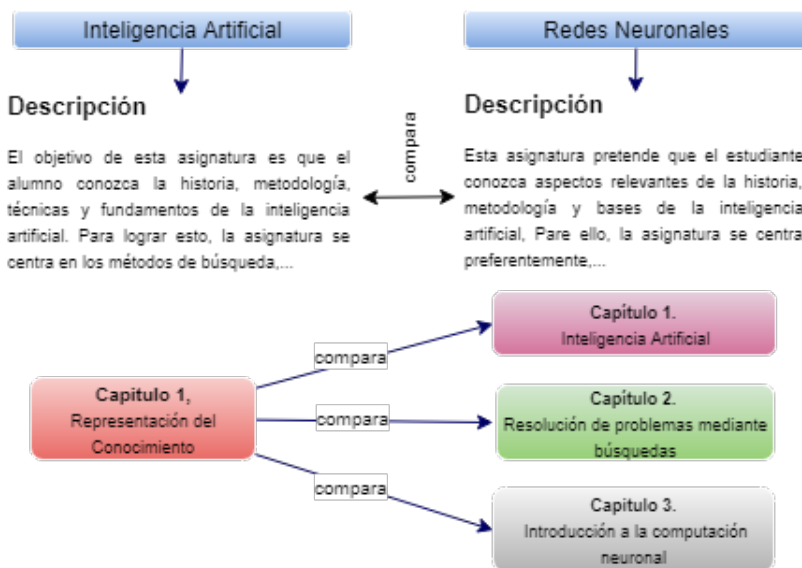 Inteligencia Artificial
Redes Neuronales
Descripción
El objetivo de esta asignatura es que el
alumno conozca la historia, metodología,
técnicas y fundamentos de la inteligencia
artificial. Para lograr esto, la asignatura se
centra en los métodos de búsqueda,...
compara
Descripción
Esta asignatura pretende que el estudiante
conozca aspectos relevantes de la historia,
metodología y bases de la inteligencia
artificial, Pare ello, la asignatura se centra
preferentemente,...
Capitulo 1,
Representación del
Conocimiento
compara
compara
compara
Capítulo 1.
Inteligencia Artificial
Capítulo 2.
Resolución de problemas mediante
búsquedas
Capitulo 3.
Introducción a la computación
neuronal